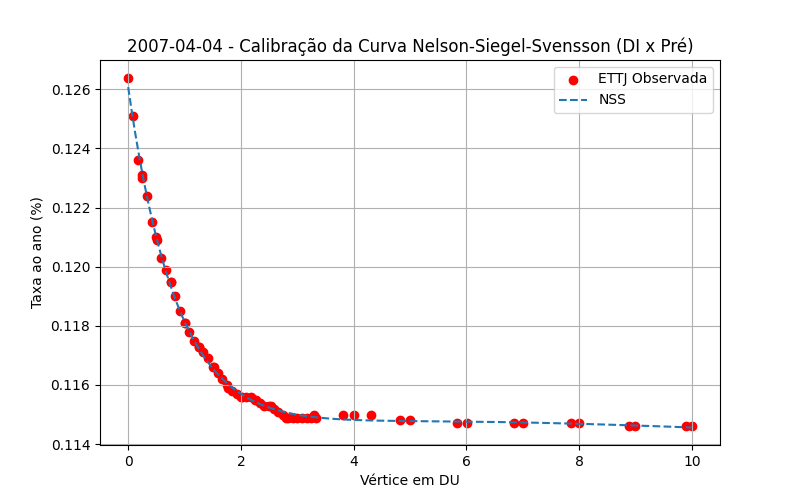 2007-04-04 - Calibração da Curva Nelson-Siegel-Svensson (DI x Pré)
ETTJ Observada
NSS
Taxa ao ano (%)
0.126
0.124
0.122
0.120
0.118
0.116
0.114
0 2 4 6 8 10
Vértice em DU